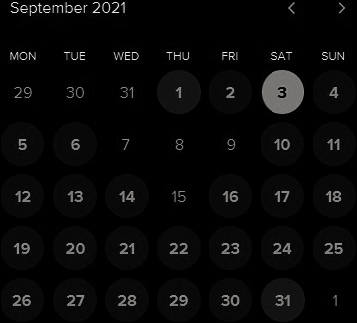 September 2021
MON TUE WED THU FRI SAT SUN
29 30 31 1 2 3 4
5 6 7 8 9 10 11
12 13 14 15 16 17 18
19 20 21 22 23 24 25
26 27 28 29 30 31 1